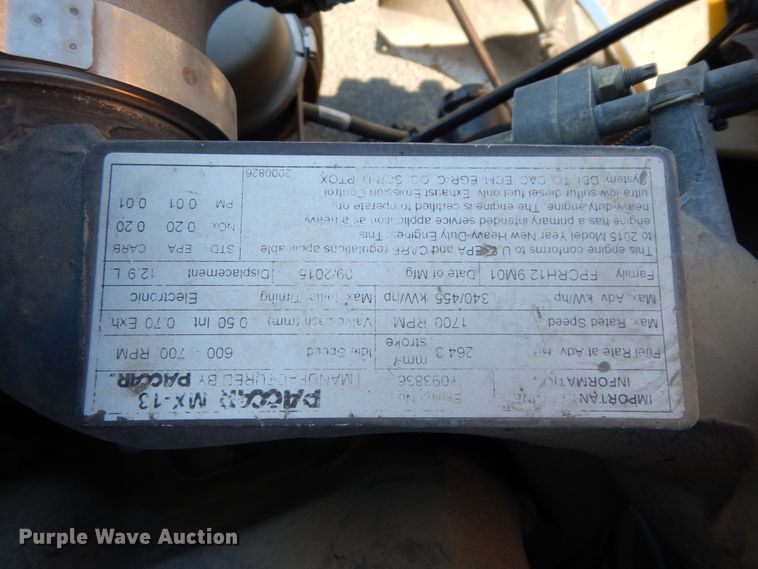 IMPORTANT ENGINE INFORMATION
Engine No Y093836
PACCAR MX-13
MANUFACTURED BY PACCAR
Fuel Rate at Adv HP 264.3 mm³/ stroke Idle Speed 600 - 700 RPM
Max Rated Speed 1700 RPM Valve Lash (mm) 0.50 Int 0.70 Exh
Max Adv kW/hp 340/455 kW/hp Max Inj. Timing Electronic
Family FPCRH12.9M01 Date of Mfg 09/2015 Displacement 12.9 L
This engine conforms to U.S. EPA and CARB regulations applicable
to 2015 Model Year New Heavy-Duty Engines. This
engine has a primary intended service application as a heavy
heavy-duty engine. The engine is certified to operate on
ultra-low sulfur diesel fuel only. Exhaust Emission Control
System: DDI, TC, CAC, ECM, EGR-C, OC, SCR-U, PTOX
STD EPA CARB
NOx 0.20 0.20
PM 0.01 0.01
2000826
Purple Wave Auction